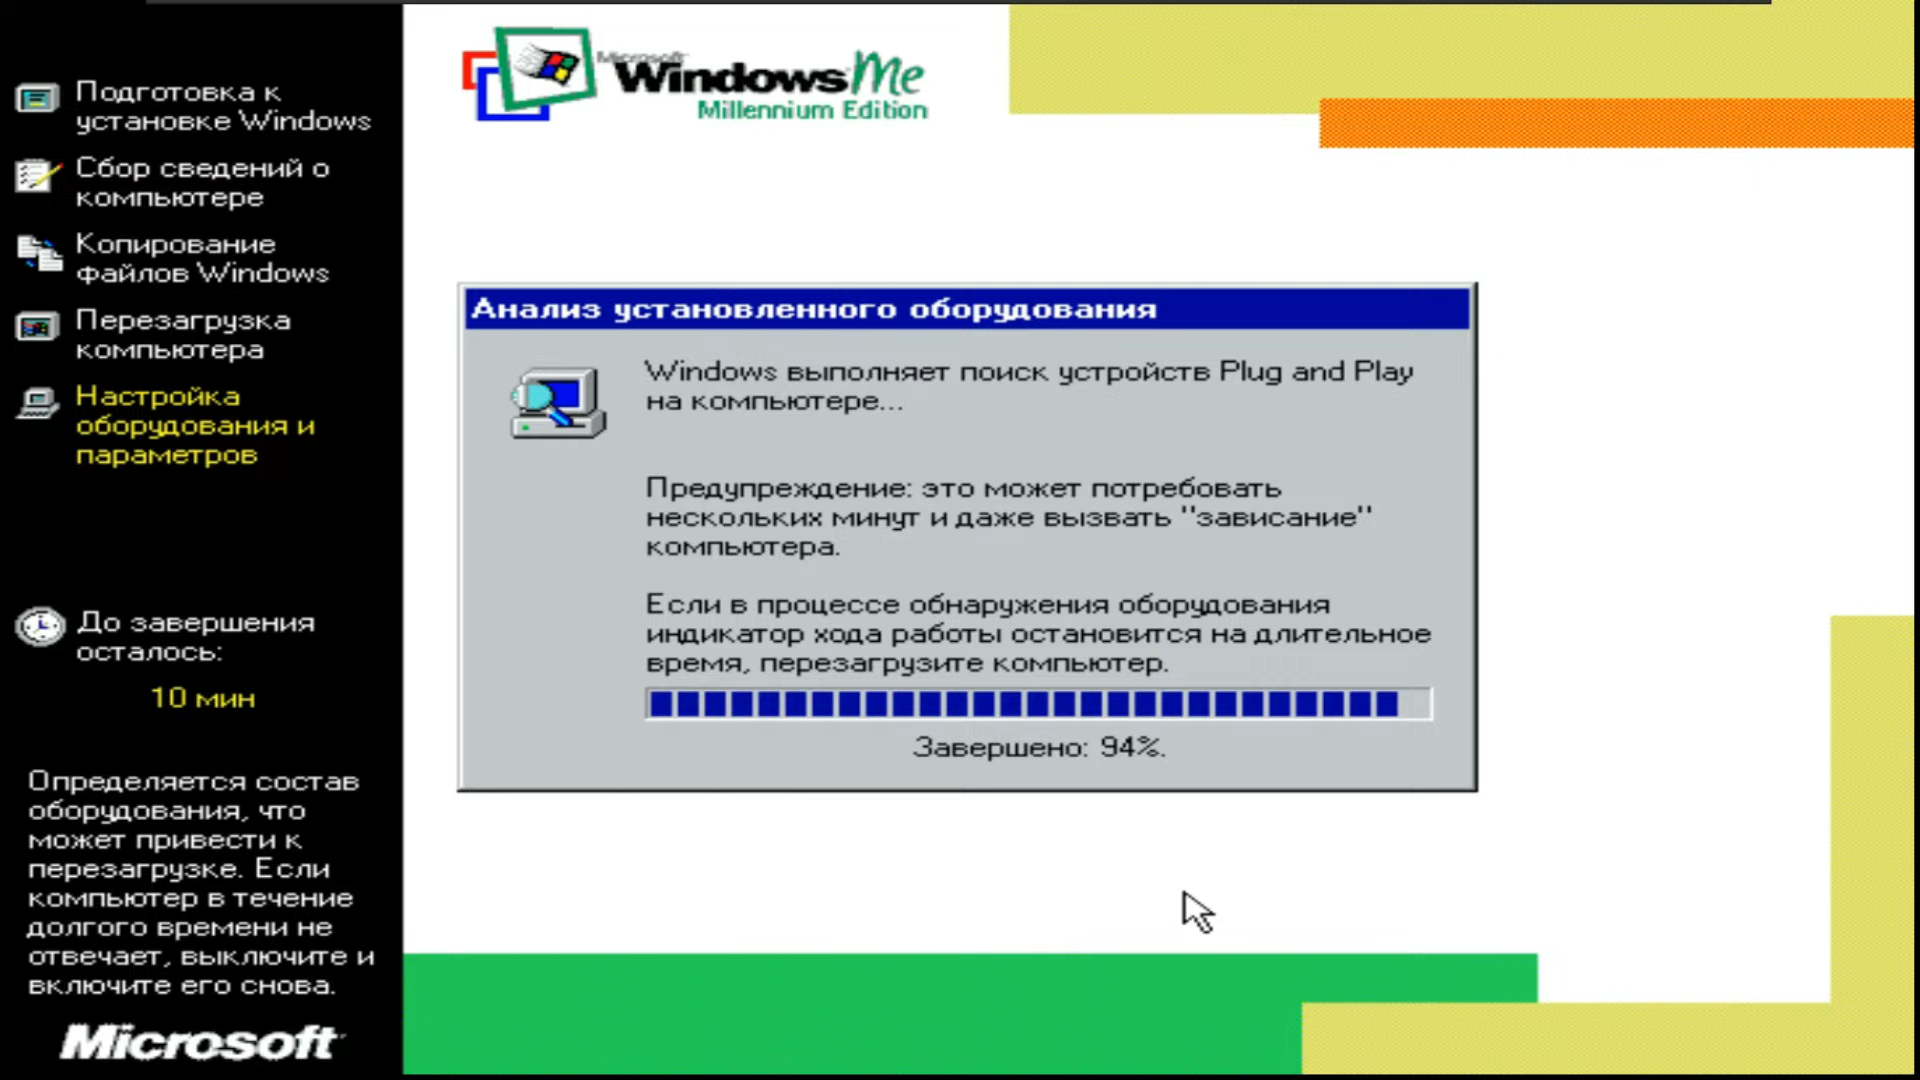 Подготовка к
установке Windows
Сбор сведений о
компьютере
Копирование
файлов Windows
Перезагрузка
компьютера
Настройка
оборудования и
параметров
До завершения
осталось:
10 мин
Определяется состав
оборудования, что
может привести к
перезагрузке. Если
компьютер в течение
долгого времени не
отвечает, выключите и
включите его снова.
Microsoft
Microsoft
Windows Me
Millennium Edition
Анализ установленного оборудования
Windows выполняет поиск устройств Plug and Play
на компьютере...
Предупреждение: это может потребовать
нескольких минут и даже вызвать "зависание"
компьютера.
Если в процессе обнаружения оборудования
индикатор хода работы остановится на длительное
время, перезагрузите компьютер.
Завершено: 94%.